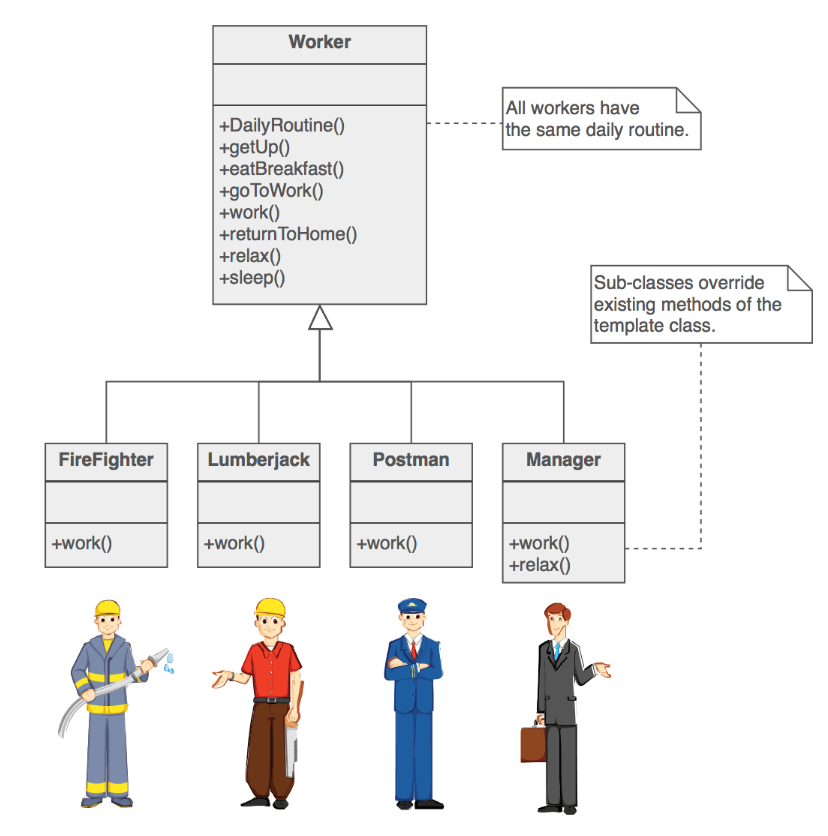 Worker
+DailyRoutine()
+getUp()
+eatBreakfast()
+goToWork()
+work()
+returnToHome()
+relax()
+sleep()
All workers have
the same daily routine.
Sub-classes override
existing methods of the
template class.
FireFighter
+work()
Lumberjack
+work()
Postman
+work()
Manager
+work()
+relax()